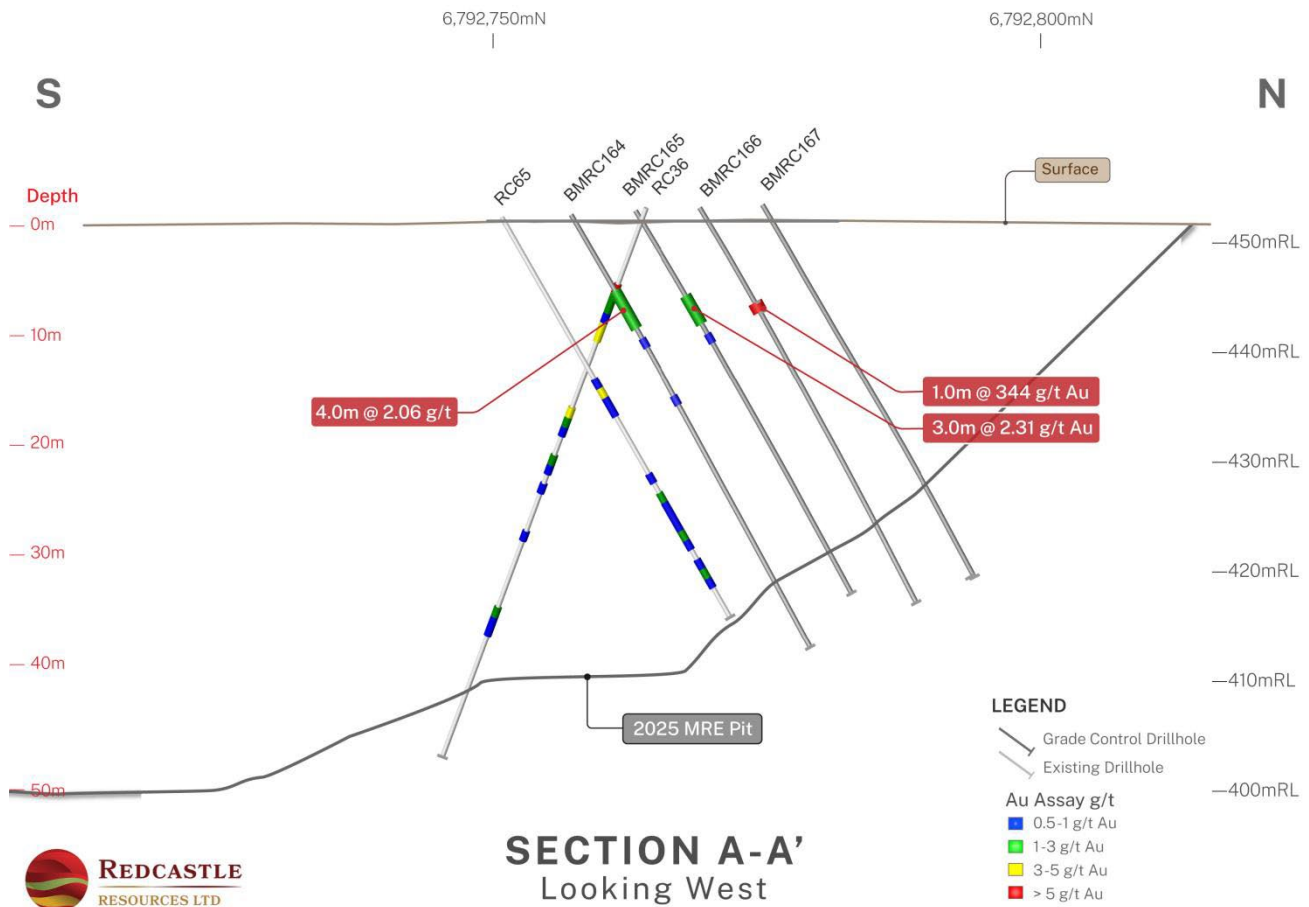 6,792,750mN
6,792,800mN
S
N
RC65
BMRC164
BMRC165
RC36
BMRC166
BMRC167
Surface
Depth
0m
450mRL
10m
440mRL
1.0m @ 344 g/t Au
4.0m @ 2.06 g/t
3.0m @ 2.31 g/t Au
20m
430mRL
30m
420mRL
40m
410mRL
2025 MRE Pit
LEGEND
Grade Control Drillhole
Existing Drillhole
50m
400mRL
Au Assay g/t
0.5-1 g/t Au
1-3 g/t Au
3-5 g/t Au
> 5 g/t Au
SECTION A-A'
Looking West
REDCASTLE
RESOURCES LTD